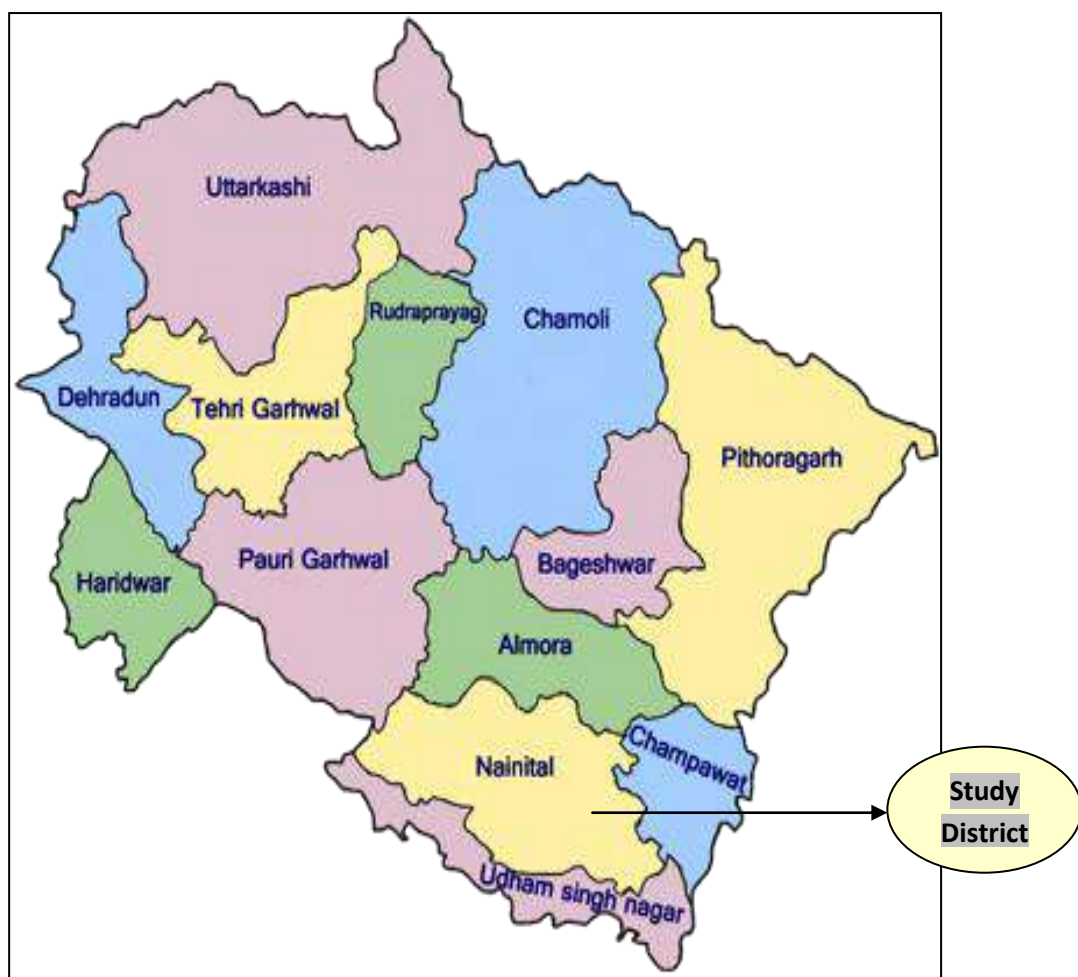 Uttarkashi
Rudraprayag
Chamoli
Dehradun
Tehri Garhwal
Pithoragarh
Pauri Garhwal
Bageshwar
Haridwar
Almora
Champawat
Nainital
Study
District
Udham singh nagar